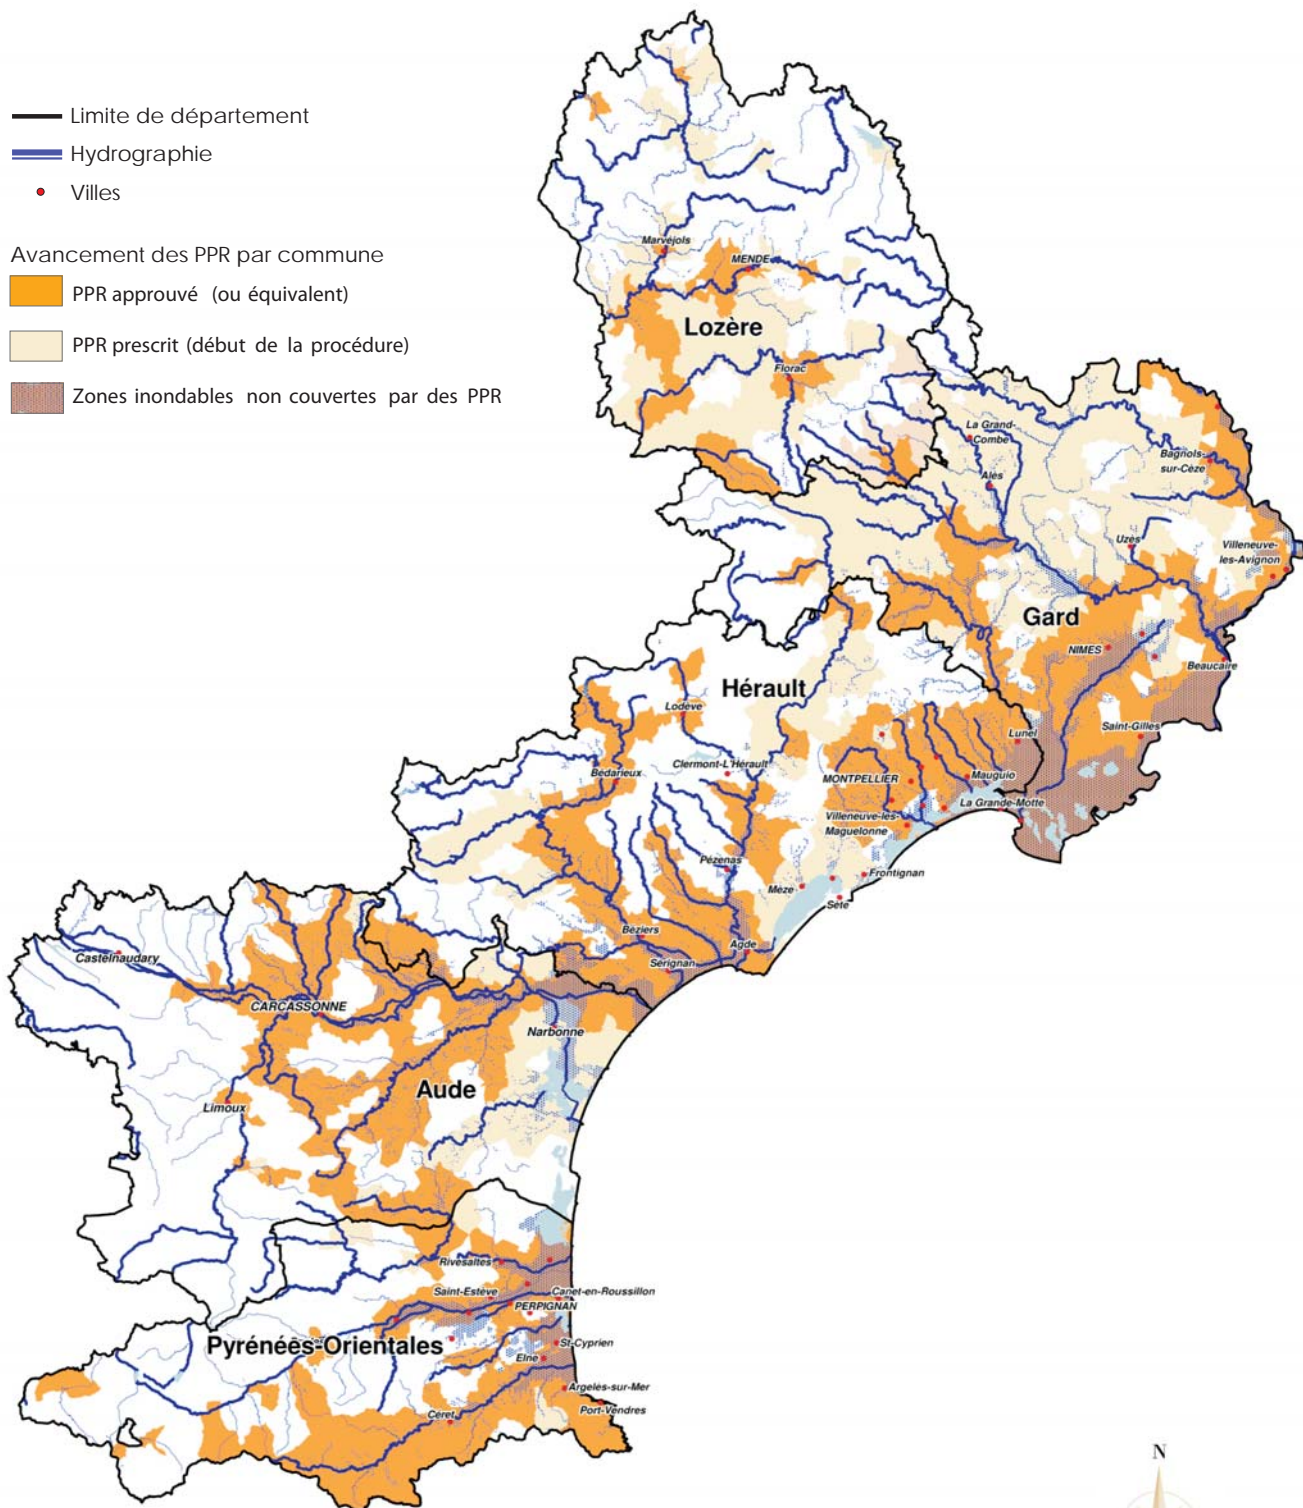 Limite de département
Hydrographie
Villes
Avancement des PPR par commune
PPR approuvé (ou équivalent)
PPR prescrit (début de la procédure)
Zones inondables non couvertes par des PPR
Marvéjols
MENDE
Lozère
Florac
La Grand-
Combe
Alès
Bagnols-
sur-Cèze
Uzès
Villeneuve-
les-Avignon
Gard
NIMES
Beaucaire
Saint-Gilles
Hérault
Lodève
Lunel
Clermont-L'Hérault
Bédarieux
MONTPELLIER
Mauguio
La Grande-Motte
Villeneuve-lés-
Maguelonne
Pézenas
Frontignan
Mèze
Sète
Béziers
Agde
Sérignan
Castelnaudary
CARCASSONNE
Narbonne
Aude
Limoux
Rivesaltes
Saint-Estève
Canet-en-Roussillon
PERPIGNAN
Pyrénées-Orientales
St-Cyprien
Elne
Argelès-sur-Mer
Port-Vendres
Céret
N